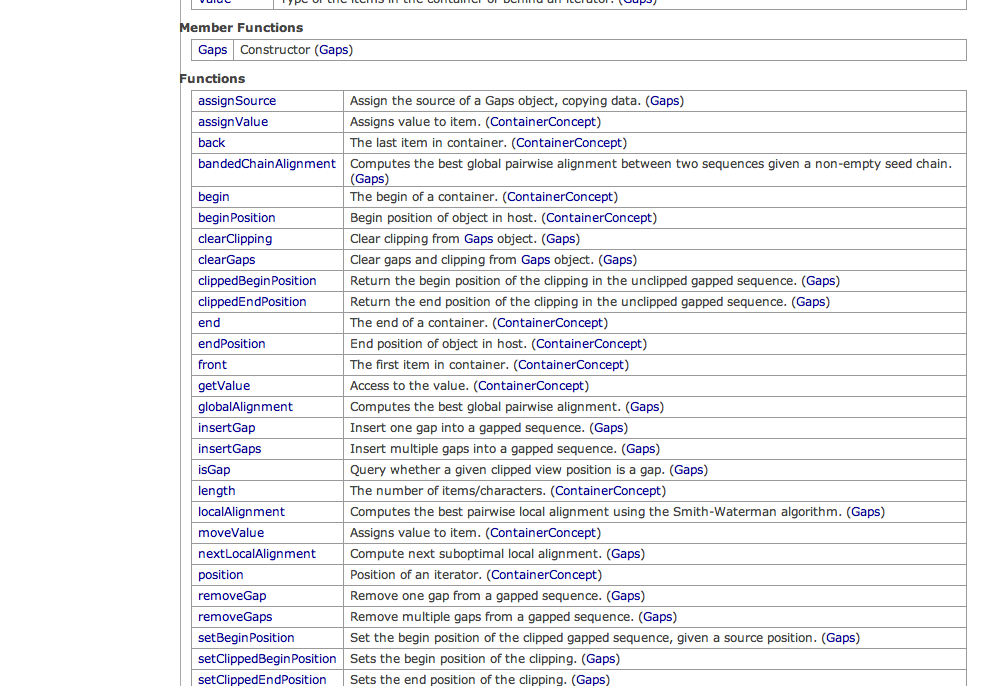 Value Type of the items in the container or behind an iterator. (Gaps)
Member Functions
Gaps Constructor (Gaps)
Functions
assignSource Assign the source of a Gaps object, copying data. (Gaps)
assignValue Assigns value to item. (ContainerConcept)
back The last item in container. (ContainerConcept)
bandedChainAlignment Computes the best global pairwise alignment between two sequences given a non-empty seed chain.
(Gaps)
begin The begin of a container. (ContainerConcept)
beginPosition Begin position of object in host. (ContainerConcept)
clearClipping Clear clipping from Gaps object. (Gaps)
clearGaps Clear gaps and clipping from Gaps object. (Gaps)
clippedBeginPosition Return the begin position of the clipping in the unclipped gapped sequence. (Gaps)
clippedEndPosition Return the end position of the clipping in the unclipped gapped sequence. (Gaps)
end The end of a container. (ContainerConcept)
endPosition End position of object in host. (ContainerConcept)
front The first item in container. (ContainerConcept)
getValue Access to the value. (ContainerConcept)
globalAlignment Computes the best global pairwise alignment. (Gaps)
insertGap Insert one gap into a gapped sequence. (Gaps)
insertGaps Insert multiple gaps into a gapped sequence. (Gaps)
isGap Query whether a given clipped view position is a gap. (Gaps)
length The number of items/characters. (ContainerConcept)
localAlignment Computes the best pairwise local alignment using the Smith-Waterman algorithm. (Gaps)
moveValue Assigns value to item. (ContainerConcept)
nextLocalAlignment Compute next suboptimal local alignment. (Gaps)
position Position of an iterator. (ContainerConcept)
removeGap Remove one gap from a gapped sequence. (Gaps)
removeGaps Remove multiple gaps from a gapped sequence. (Gaps)
setBeginPosition Set the begin position of the clipped gapped sequence, given a source position. (Gaps)
setClippedBeginPosition Sets the begin position of the clipping. (Gaps)
setClippedEndPosition Sets the end position of the clipping. (Gaps)